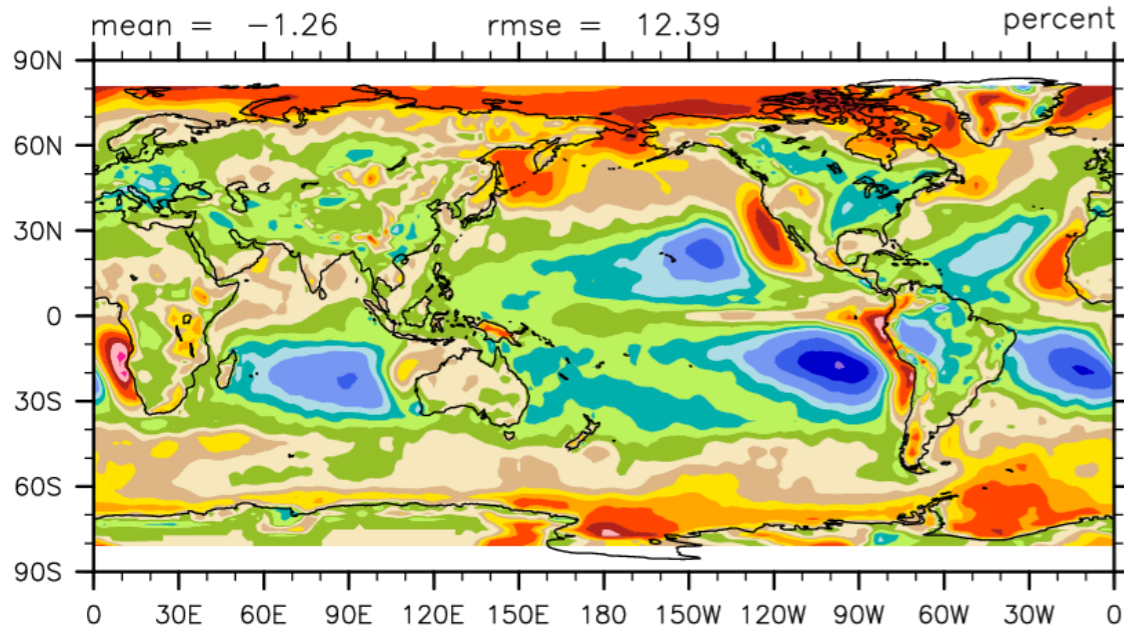 mean = -1.26 rmse = 12.39 percent
90N
60N
30N
0
30S
60S
90S
0 30E 60E 90E 120E 150E 180 150W 120W 90W 60W 30W 0